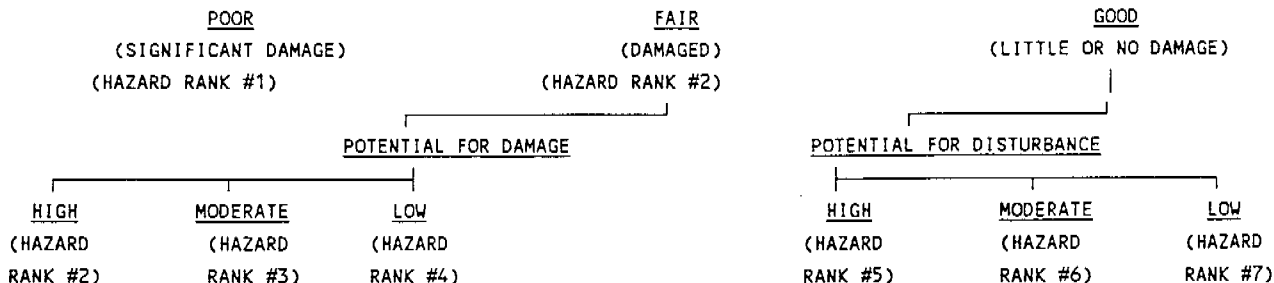 POOR FAIR GOOD
(SIGNIFICANT DAMAGE) (DAMAGED) (LITTLE OR NO DAMAGE)
(HAZARD RANK #1) (HAZARD RANK #2)
POTENTIAL FOR DAMAGE POTENTIAL FOR DISTURBANCE
HIGH MODERATE LOW HIGH MODERATE LOW
(HAZARD (HAZARD (HAZARD (HAZARD (HAZARD (HAZARD
RANK #2) RANK #3) RANK #4) RANK #5) RANK #6) RANK #7)